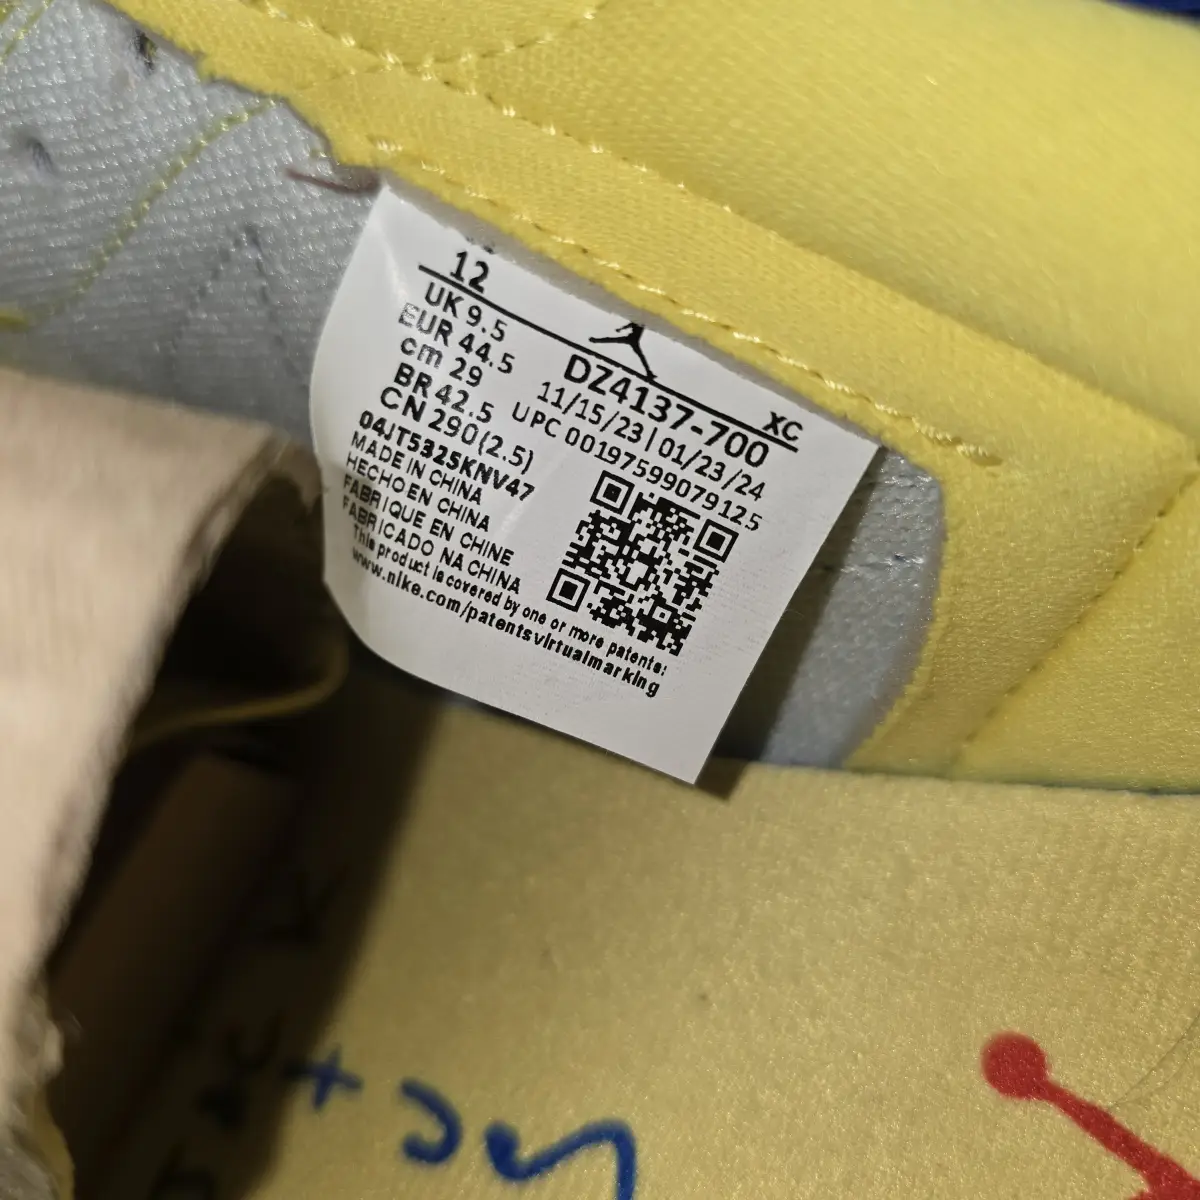 12
UK 9.5
EUR 44.5
cm 29
BR 42.5
CN 290(2.5)
XC
DZ4137-700
11/15/23 | 01/23/24
UPC 00197599079125
04JT5325KNV47
MADE IN CHINA
HECHO EN CHINA
FABRIQUE EN CHINE
FABRICADO NA CHINA
This product is covered by one or more patents:
www.nike.com/patentsvirtualmarking